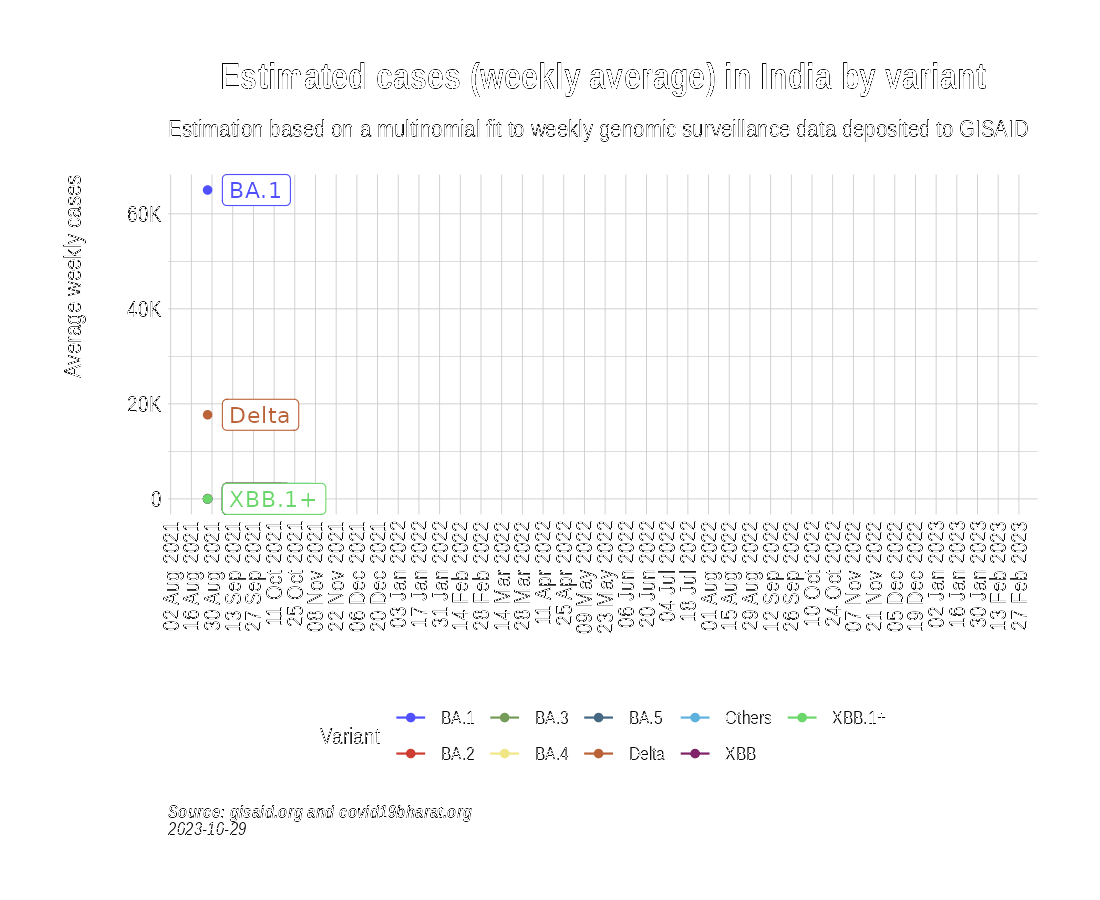 Estimated cases (weekly average) in India by variant
Estimation based on a multinomial fit to weekly genomic surveillance data deposited to GISAID
Average weekly cases
60K
40K
20K
0
BA.1
Delta
XBB.1+
02 Aug 2021
16 Aug 2021
30 Aug 2021
13 Sep 2021
27 Sep 2021
11 Oct 2021
25 Oct 2021
08 Nov 2021
22 Nov 2021
06 Dec 2021
20 Dec 2021
03 Jan 2022
17 Jan 2022
31 Jan 2022
14 Feb 2022
28 Feb 2022
14 Mar 2022
28 Mar 2022
11 Apr 2022
25 Apr 2022
09 May 2022
23 May 2022
06 Jun 2022
20 Jun 2022
04 Jul 2022
18 Jul 2022
01 Aug 2022
15 Aug 2022
29 Aug 2022
12 Sep 2022
26 Sep 2022
10 Oct 2022
24 Oct 2022
07 Nov 2022
21 Nov 2022
05 Dec 2022
19 Dec 2022
02 Jan 2023
16 Jan 2023
30 Jan 2023
13 Feb 2023
27 Feb 2023
Variant
BA.1 BA.3 BA.5 Others XBB.1+
BA.2 BA.4 Delta XBB
Source: gisaid.org and covid19bharat.org
2023-10-29